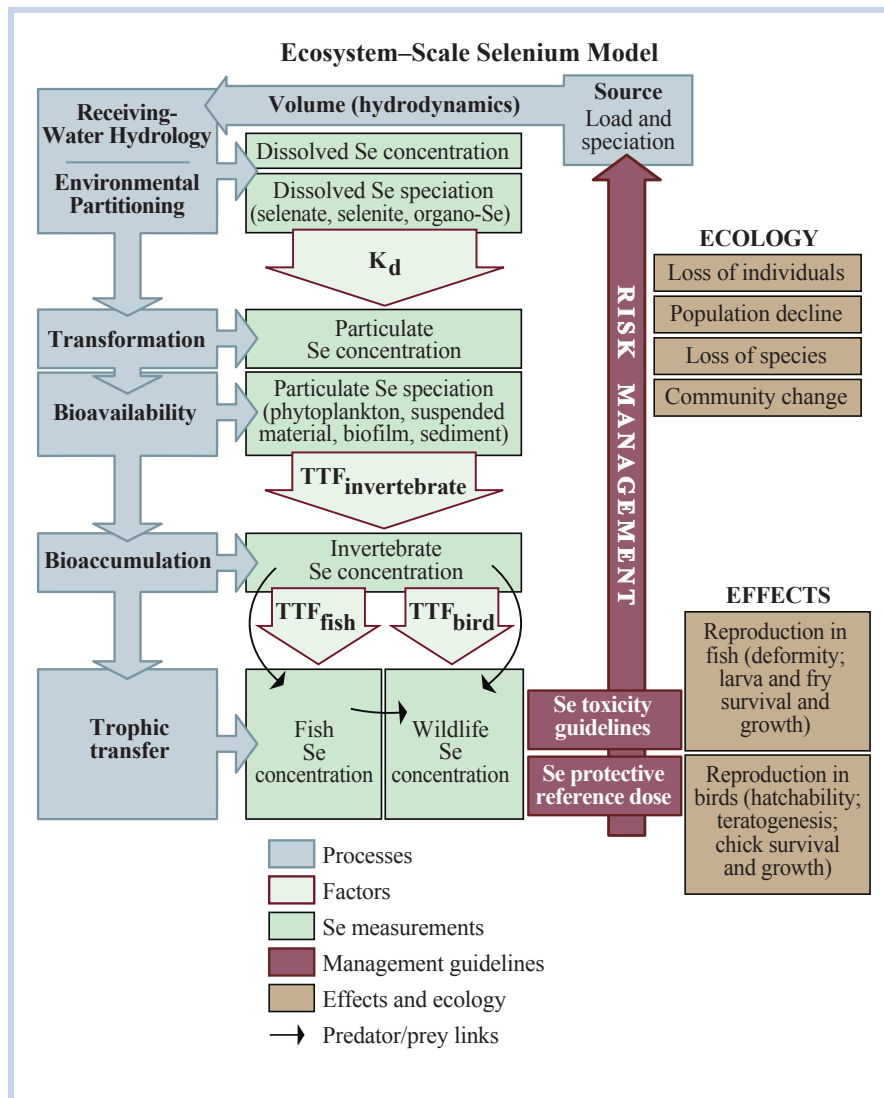 Ecosystem–Scale Selenium Model
Receiving-
Water Hydrology
Environmental
Partitioning
Volume (hydrodynamics)
Source
Load and
speciation
Dissolved Se concentration
Dissolved Se speciation
(selenate, selenite, organo-Se)
Kd
Transformation
Particulate
Se concentration
Bioavailability
Particulate Se speciation
(phytoplankton, suspended
material, biofilm, sediment)
TTFinvertebrate
Bioaccumulation
Invertebrate
Se concentration
TTFfish
TTFbird
Trophic
transfer
Fish
Se
concentration
Wildlife
Se
concentration
RISK MANAGEMENT
Se toxicity
guidelines
Se protective
reference dose
ECOLOGY
Loss of individuals
Population decline
Loss of species
Community change
EFFECTS
Reproduction in
fish (deformity;
larva and fry
survival and
growth)
Reproduction in
birds (hatchability;
teratogenesis;
chick survival
and growth)
Processes
Factors
Se measurements
Management guidelines
Effects and ecology
Predator/prey links